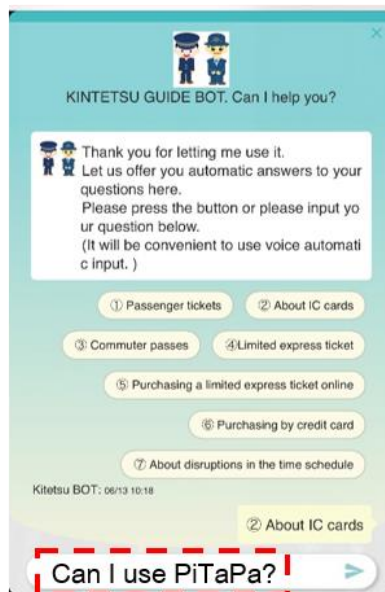 KINTETSU GUIDE BOT. Can I help you?
Thank you for letting me use it.
Let us offer you automatic answers to your
questions here.
Please press the button or please input yo
ur question below.
(It will be convenient to use voice automati
c input. )
① Passenger tickets
② About IC cards
③ Commuter passes
④Limited express ticket
⑤ Purchasing a limited express ticket online
⑥ Purchasing by credit card
⑦ About disruptions in the time schedule
Kitetsu BOT: 06/13 10:18
② About IC cards
Can I use PiTaPa?